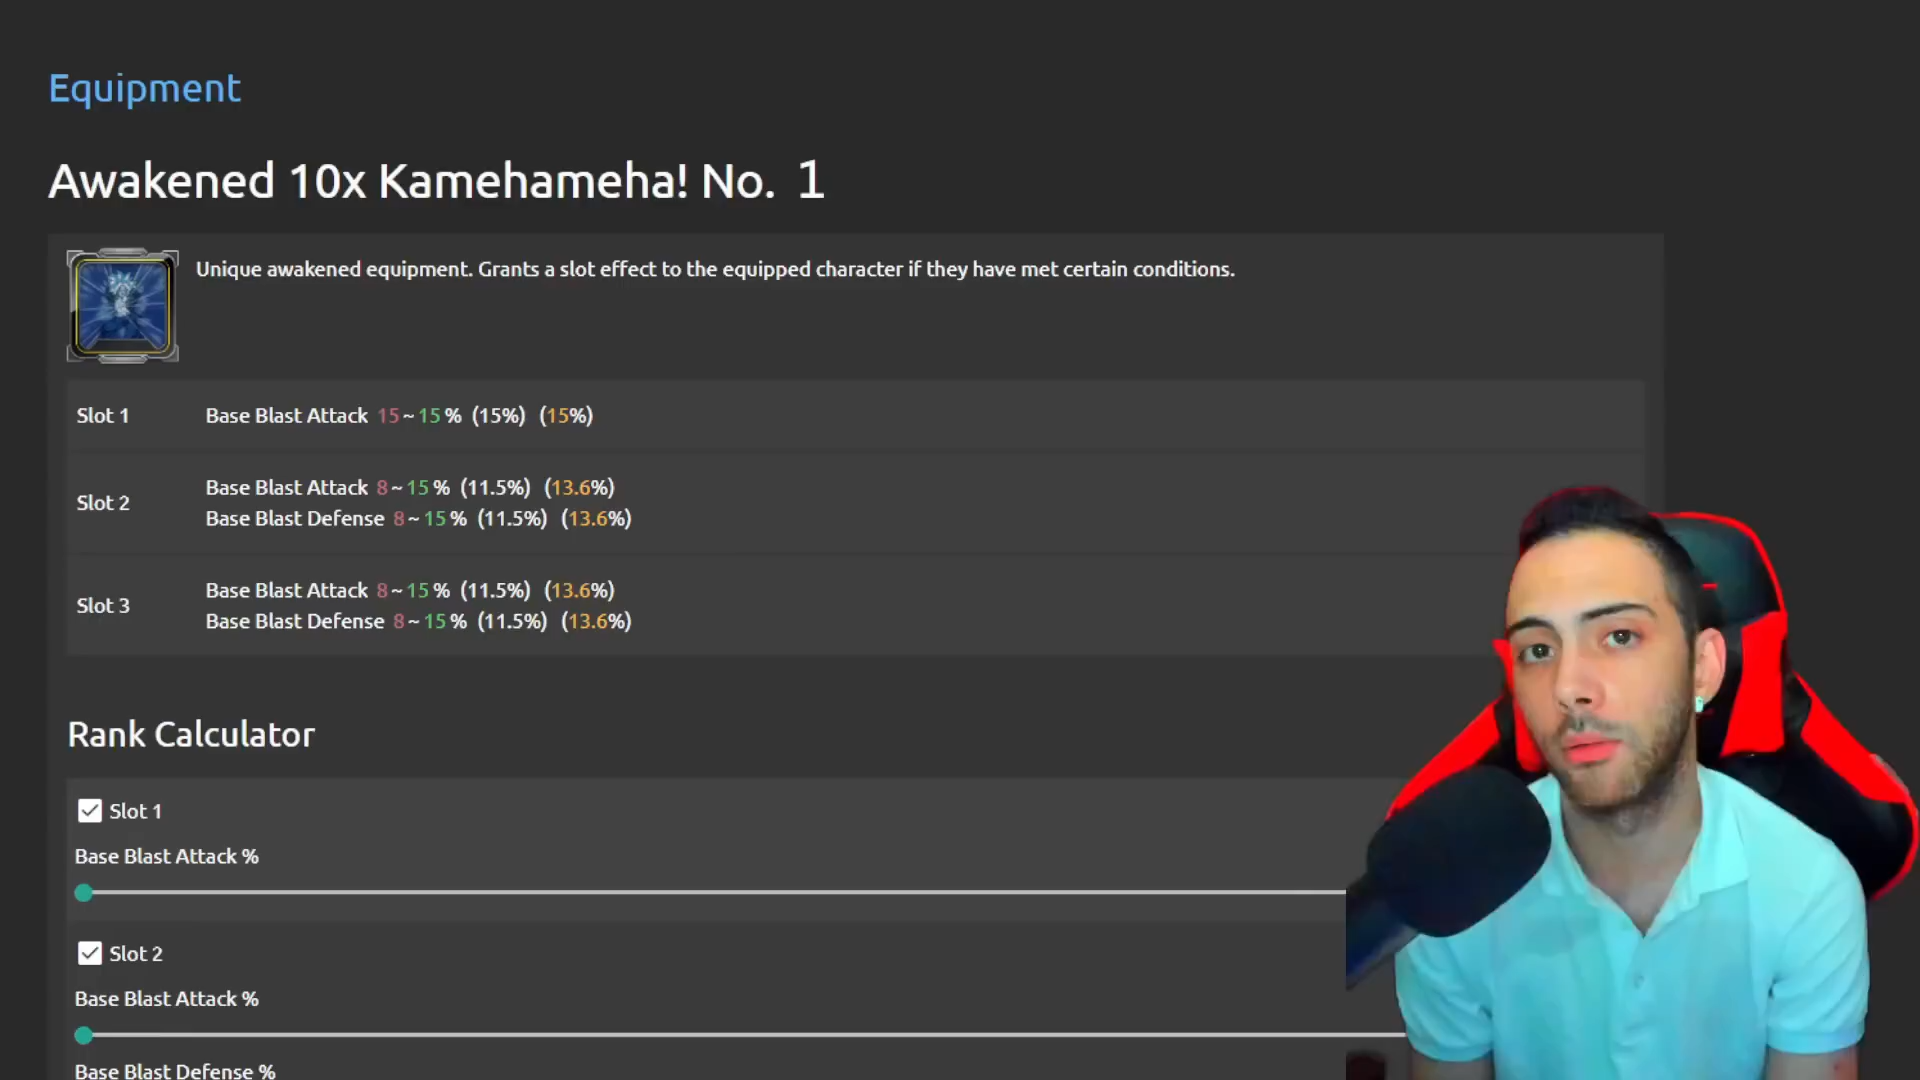 Equipment
Awakened 10x Kamehameha! No. 1
Unique awakened equipment. Grants a slot effect to the equipped character if they have met certain conditions.
Slot 1
Base Blast Attack 15 ~ 15 % (15%) (15%)
Slot 2
Base Blast Attack 8 ~ 15 % (11.5%) (13.6%)
Base Blast Defense 8 ~ 15 % (11.5%) (13.6%)
Slot 3
Base Blast Attack 8 ~ 15 % (11.5%) (13.6%)
Base Blast Defense 8 ~ 15 % (11.5%) (13.6%)
Rank Calculator
Slot 1
Base Blast Attack %
Slot 2
Base Blast Attack %
Base Blast Defense %